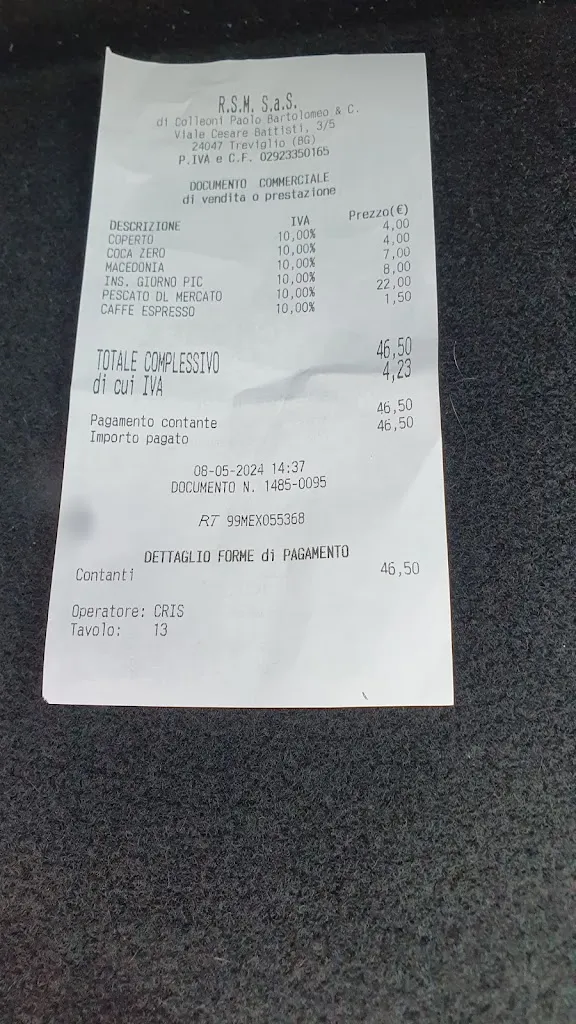 R.S.M. S.a.S.
di Colleoni Paolo Bartolomeo & C.
Viale Cesare Battisti, 3/5
24047 Treviglio (BG)
P.IVA e C.F. 02923350165
DOCUMENTO COMMERCIALE
di vendita o prestazione
DESCRIZIONE IVA Prezzo(€)
COPERTO 10,00% 4,00
COCA ZERO 10,00% 4,00
MACEDONIA 10,00% 7,00
INS. GIORNO PIC 10,00% 8,00
PESCATO DL MERCATO 10,00% 22,00
CAFFE ESPRESSO 10,00% 1,50
TOTALE COMPLESSIVO 46,50
di cui IVA 4,23
Pagamento contante 46,50
Importo pagato 46,50
08-05-2024 14:37
DOCUMENTO N. 1485-0095
RT 99MEX055368
DETTAGLIO FORME di PAGAMENTO
Contanti 46,50
Operatore: CRIS
Tavolo: 13